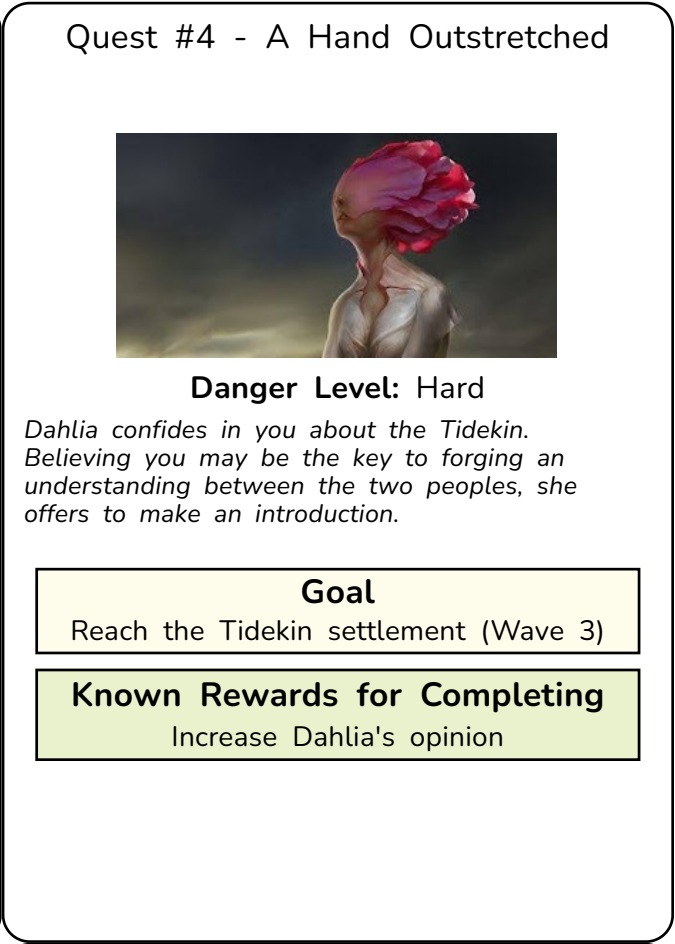 Quest #4 - A Hand Outstretched
Danger Level: Hard
Dahlia confides in you about the Tidekin.
Believing you may be the key to forging an
understanding between the two peoples, she
offers to make an introduction.
Goal
Reach the Tidekin settlement (Wave 3)
Known Rewards for Completing
Increase Dahlia's opinion